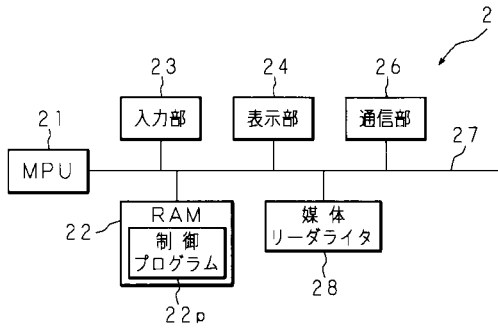 2
23
24
26
21
入力部
表示部
通信部
27
MPU
22
RAM
制御
プログラム
媒体
リーダライタ
22p
28